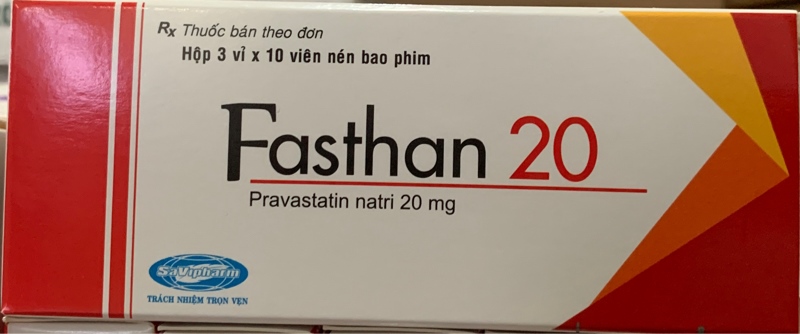 Rx Thuốc bán theo đơn
Hộp 3 vỉ x 10 viên nén bao phim
Fasthan 20
Pravastatin natri 20 mg
SaVipharm
TRÁCH NHIỆM TRỌN VẸN